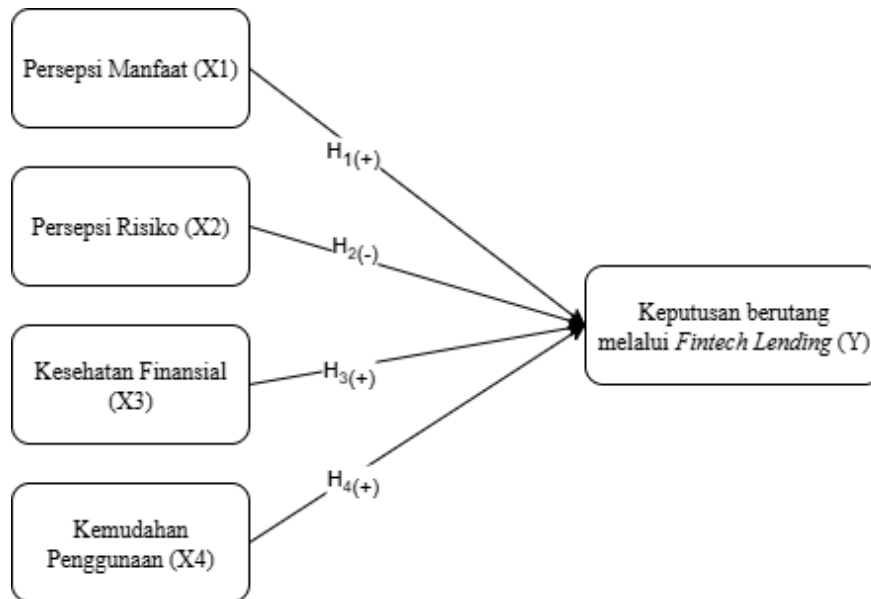 Persepsi Manfaat (X1)
H1(+)
Persepsi Risiko (X2)
H2(-)
Keputusan berutang
melalui Fintech Lending (Y)
Kesehatan Finansial
(X3)
H3(+)
H4(+)
Kemudahan
Penggunaan (X4)